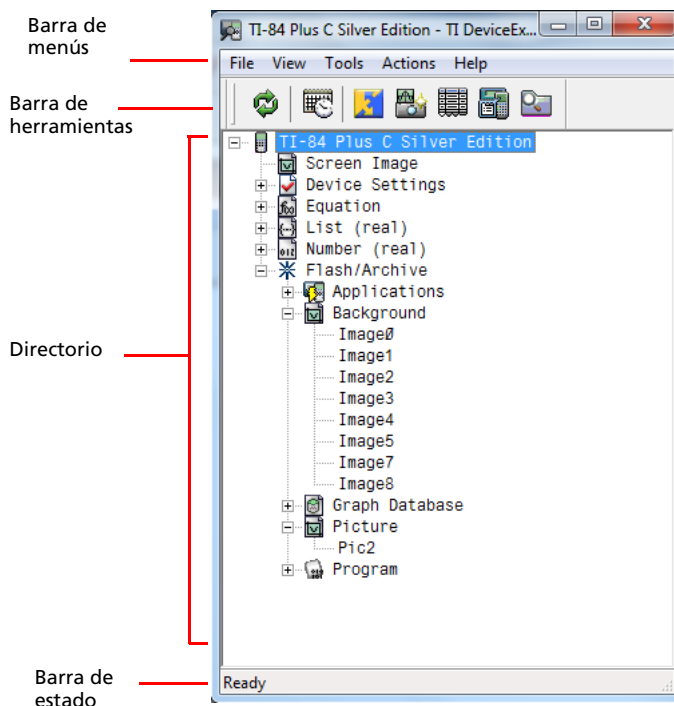 Barra de
menús
Barra de
herramientas
Directorio
Barra de
estado
TI-84 Plus C Silver Edition - TI DeviceEx...
File View Tools Actions Help
TI-84 Plus C Silver Edition
Screen Image
Device Settings
Equation
List (real)
Number (real)
Flash/Archive
Applications
Background
Image0
Image1
Image2
Image3
Image4
Image5
Image7
Image8
Graph Database
Picture
Pic2
Program
Ready